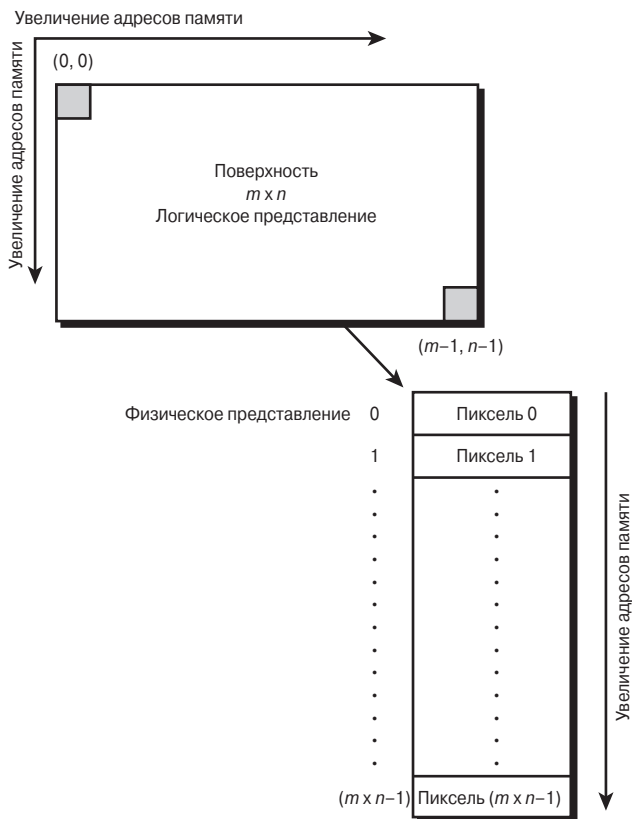 Увеличение адресов памяти
Увеличение адресов памяти
(0, 0)
Поверхность
m x n
Логическое представление
(m–1, n–1)
Физическое представление 0 Пиксель 0
1 Пиксель 1
Увеличение адресов памяти
(m x n–1) Пиксель (m x n–1)